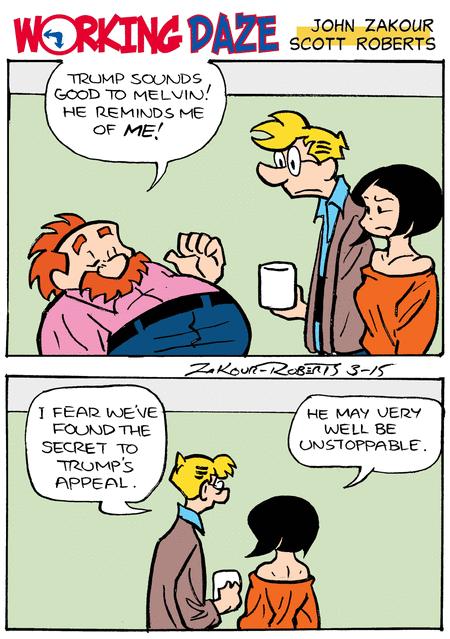 WORKING DAZE
JOHN ZAKOUR
SCOTT ROBERTS
TRUMP SOUNDS
GOOD TO MELVIN!
HE REMINDS ME
OF ME!
ZAKOUR-ROBERTS 3-15
I FEAR WE'VE
FOUND THE
SECRET TO
TRUMP'S
APPEAL.
HE MAY VERY
WELL BE
UNSTOPPABLE.